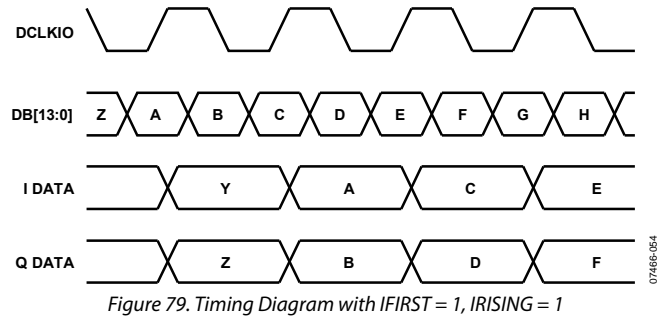 DCLKIO
DB[13:0] Z A B C D E F G H
I DATA Y A C E
Q DATA Z B D F
07466-054
Figure 79. Timing Diagram with IFIRST = 1, IRISING = 1